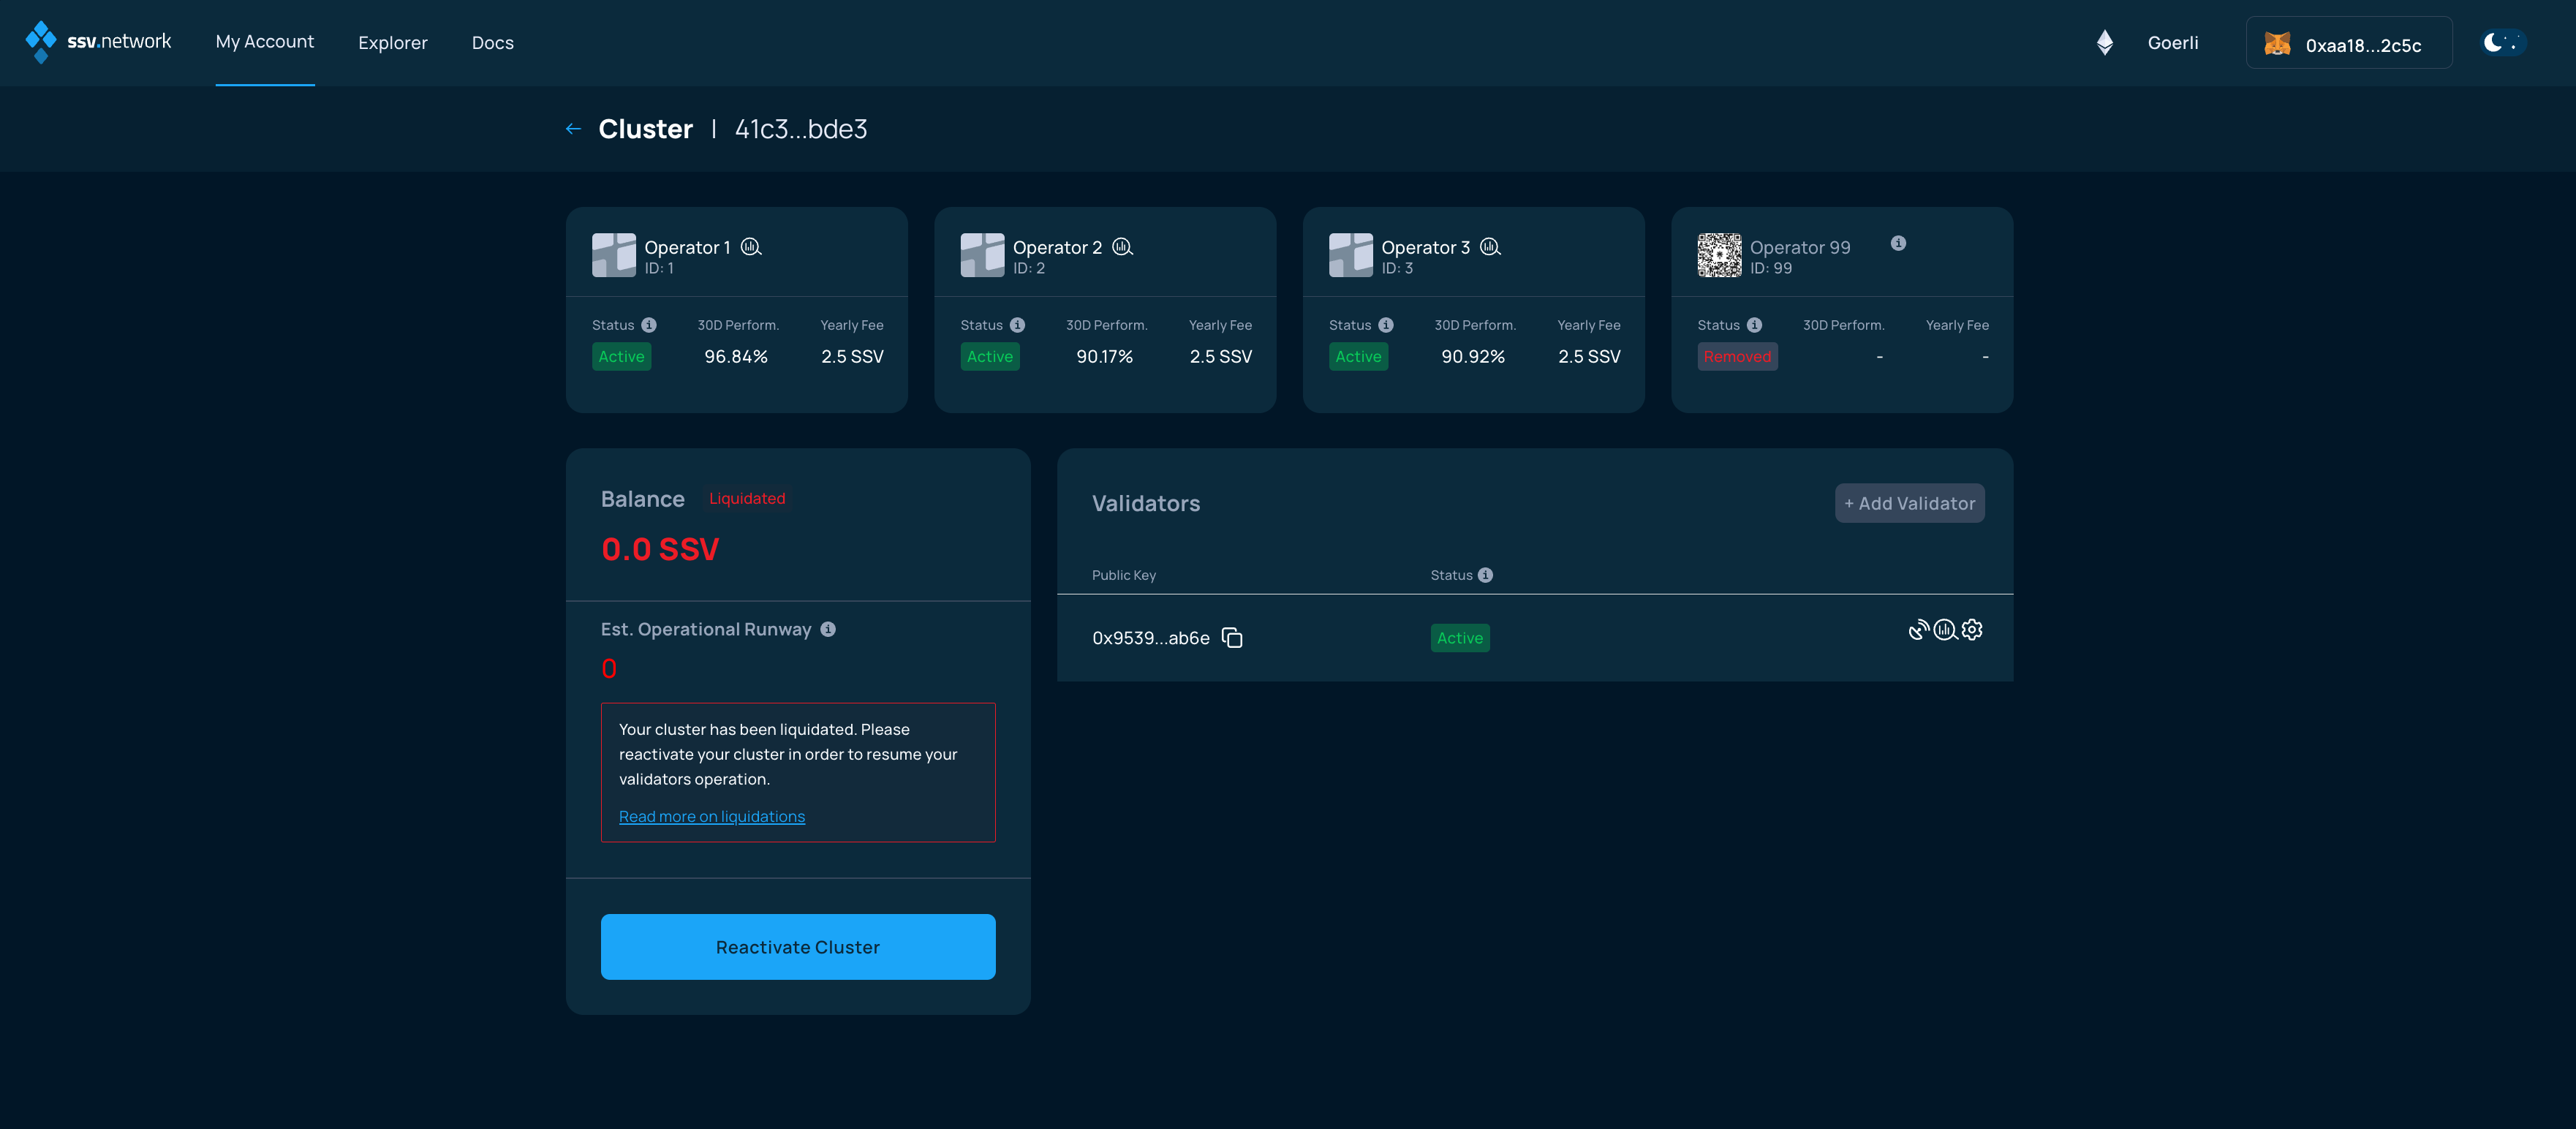 ssv.network
My Account
Explorer
Docs
Goerli
0xaa18...2c5c
Cluster | 41c3...bde3
Operator 1
ID: 1
Status
30D Perform.
Yearly Fee
Active
96.84%
2.5 SSV
Operator 2
ID: 2
Status
30D Perform.
Yearly Fee
Active
90.17%
2.5 SSV
Operator 3
ID: 3
Status
30D Perform.
Yearly Fee
Active
90.92%
2.5 SSV
Operator 99
ID: 99
Status
30D Perform.
Yearly Fee
Removed
-
-
Balance
Liquidated
0.0 SSV
Est. Operational Runway
0
Your cluster has been liquidated. Please
reactivate your cluster in order to resume your
validators operation.
Read more on liquidations
Reactivate Cluster
Validators
+ Add Validator
Public Key
Status
0x9539...ab6e
Active